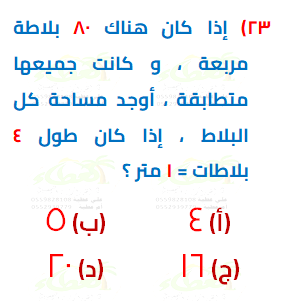 ٢٣) إذا كان هناك ٨٠ بلاطة
مربعة ، و كانت جميعها
متطابقة ، أوجد مساحة كل
البلاط ، إذا كان طول ٤
بلاطات = ١ متر ؟
(أ) ٤ (ب) ٥
(ج) ١٦ (د) ٢٠